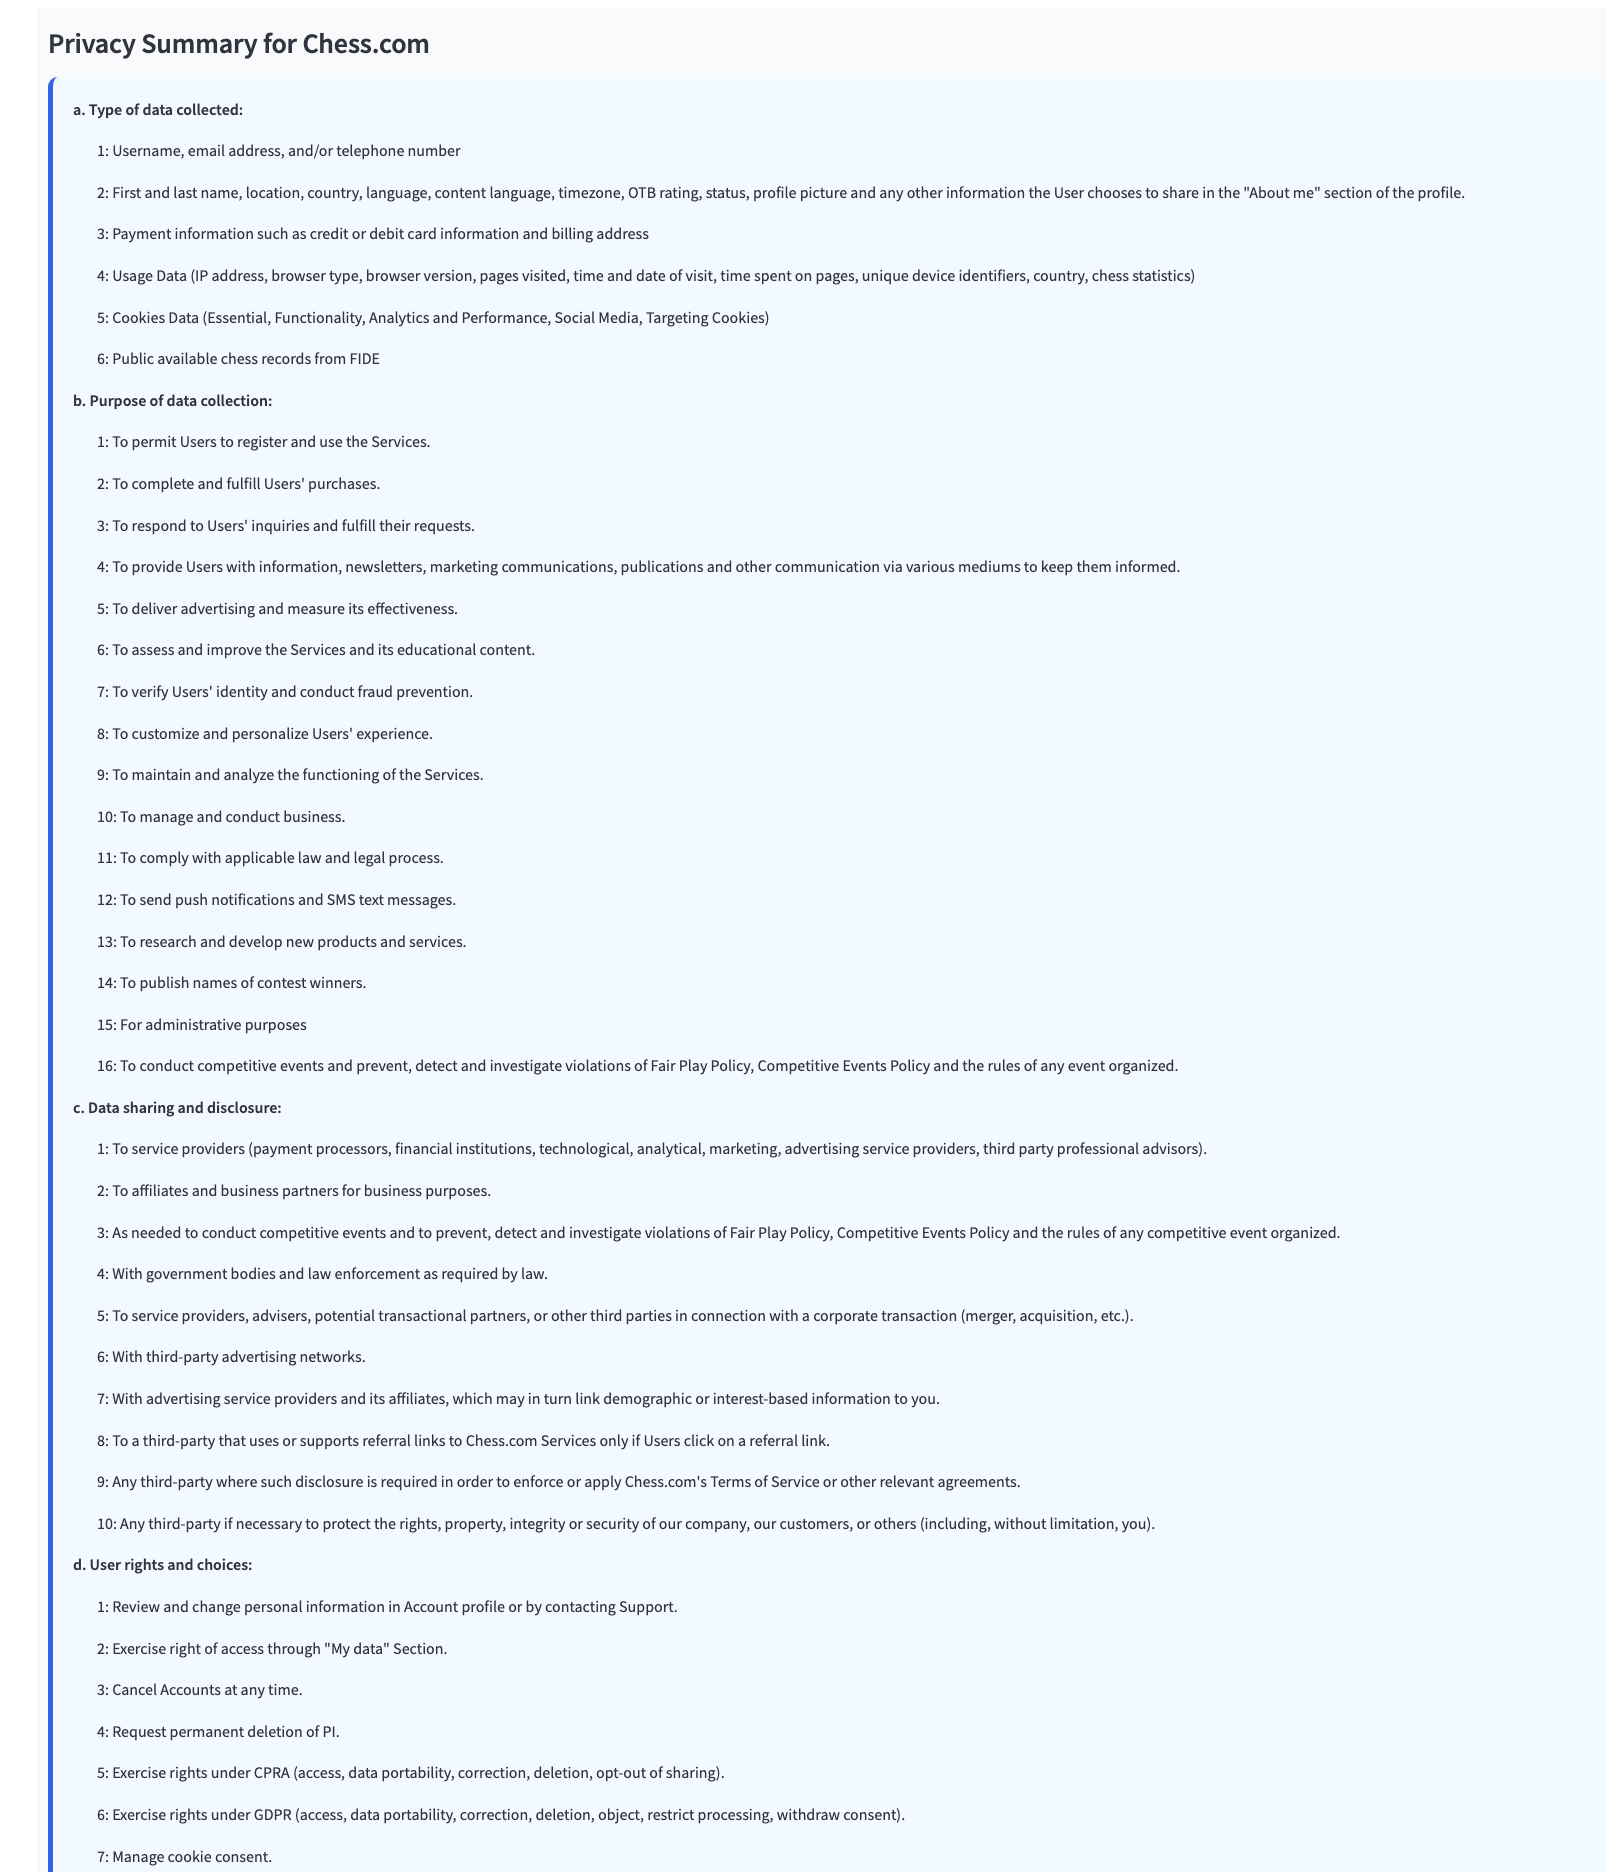 Privacy Summary for Chess.com
a. Type of data collected:
1: Username, email address, and/or telephone number
2: First and last name, location, country, language, content language, timezone, OTB rating, status, profile picture and any other information the User chooses to share in the "About me" section of the profile.
3: Payment information such as credit or debit card information and billing address
4: Usage Data (IP address, browser type, browser version, pages visited, time and date of visit, time spent on pages, unique device identifiers, country, chess statistics)
5: Cookies Data (Essential, Functionality, Analytics and Performance, Social Media, Targeting Cookies)
6: Public available chess records from FIDE
b. Purpose of data collection:
1: To permit Users to register and use the Services.
2: To complete and fulfill Users' purchases.
3: To respond to Users' inquiries and fulfill their requests.
4: To provide Users with information, newsletters, marketing communications, publications and other communication via various mediums to keep them informed.
5: To deliver advertising and measure its effectiveness.
6: To assess and improve the Services and its educational content.
7: To verify Users' identity and conduct fraud prevention.
8: To customize and personalize Users' experience.
9: To maintain and analyze the functioning of the Services.
10: To manage and conduct business.
11: To comply with applicable law and legal process.
12: To send push notifications and SMS text messages.
13: To research and develop new products and services.
14: To publish names of contest winners.
15: For administrative purposes
16: To conduct competitive events and prevent, detect and investigate violations of Fair Play Policy, Competitive Events Policy and the rules of any event organized.
c. Data sharing and disclosure:
1: To service providers (payment processors, financial institutions, technological, analytical, marketing, advertising service providers, third party professional advisors).
2: To affiliates and business partners for business purposes.
3: As needed to conduct competitive events and to prevent, detect and investigate violations of Fair Play Policy, Competitive Events Policy and the rules of any competitive event organized.
4: With government bodies and law enforcement as required by law.
5: To service providers, advisers, potential transactional partners, or other third parties in connection with a corporate transaction (merger, acquisition, etc.).
6: With third-party advertising networks.
7: With advertising service providers and its affiliates, which may in turn link demographic or interest-based information to you.
8: To a third-party that uses or supports referral links to Chess.com Services only if Users click on a referral link.
9: Any third-party where such disclosure is required in order to enforce or apply Chess.com's Terms of Service or other relevant agreements.
10: Any third-party if necessary to protect the rights, property, integrity or security of our company, our customers, or others (including, without limitation, you).
d. User rights and choices:
1: Review and change personal information in Account profile or by contacting Support.
2: Exercise right of access through "My data" Section.
3: Cancel Accounts at any time.
4: Request permanent deletion of PI.
5: Exercise rights under CPRA (access, data portability, correction, deletion, opt-out of sharing).
6: Exercise rights under GDPR (access, data portability, correction, deletion, object, restrict processing, withdraw consent).
7: Manage cookie consent.